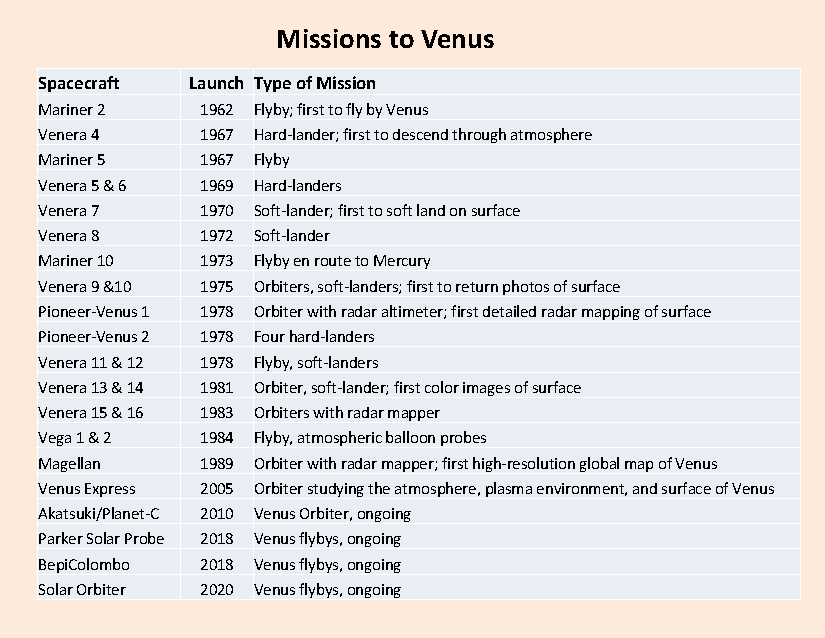 Missions to Venus
Spacecraft Launch Type of Mission
Mariner 2 1962 Flyby; first to fly by Venus
Venera 4 1967 Hard-lander; first to descend through atmosphere
Mariner 5 1967 Flyby
Venera 5 & 6 1969 Hard-landers
Venera 7 1970 Soft-lander; first to soft land on surface
Venera 8 1972 Soft-lander
Mariner 10 1973 Flyby en route to Mercury
Venera 9 &10 1975 Orbiters, soft-landers; first to return photos of surface
Pioneer-Venus 1 1978 Orbiter with radar altimeter; first detailed radar mapping of surface
Pioneer-Venus 2 1978 Four hard-landers
Venera 11 & 12 1978 Flyby, soft-landers
Venera 13 & 14 1981 Orbiter, soft-lander; first color images of surface
Venera 15 & 16 1983 Orbiters with radar mapper
Vega 1 & 2 1984 Flyby, atmospheric balloon probes
Magellan 1989 Orbiter with radar mapper; first high-resolution global map of Venus
Venus Express 2005 Orbiter studying the atmosphere, plasma environment, and surface of Venus
Akatsuki/Planet-C 2010 Venus Orbiter, ongoing
Parker Solar Probe 2018 Venus flybys, ongoing
BepiColombo 2018 Venus flybys, ongoing
Solar Orbiter 2020 Venus flybys, ongoing